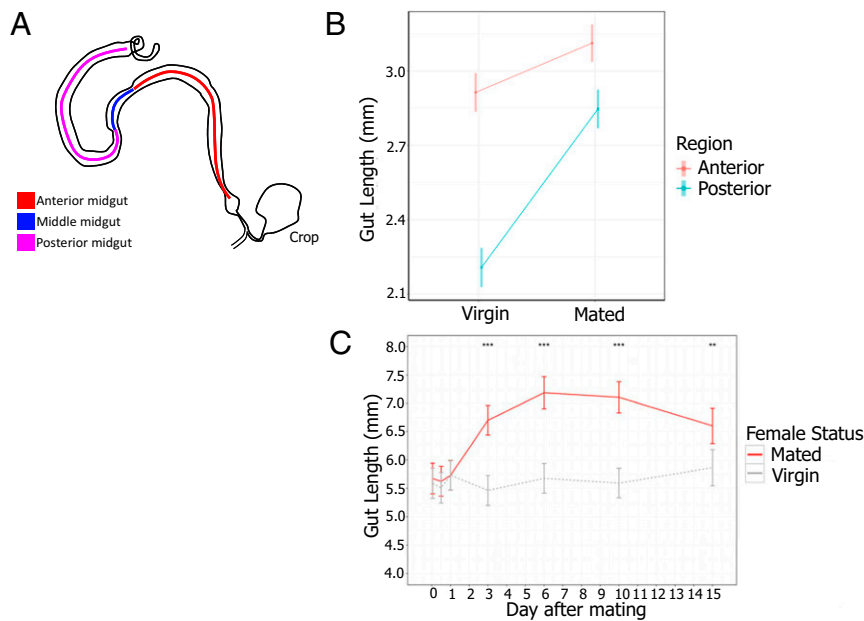 A
Anterior midgut
Middle midgut
Posterior midgut
Crop
B
Gut Length (mm)
3.0
2.7
2.4
2.1
Virgin Mated
Region
Anterior
Posterior
C
Gut Length (mm)
8.0
7.5
7.0
6.5
6.0
5.5
5.0
4.5
4.0
*** *** *** **
0 1 2 3 4 5 6 7 8 9 10 11 12 13 14 15
Day after mating
Female Status
Mated
Virgin